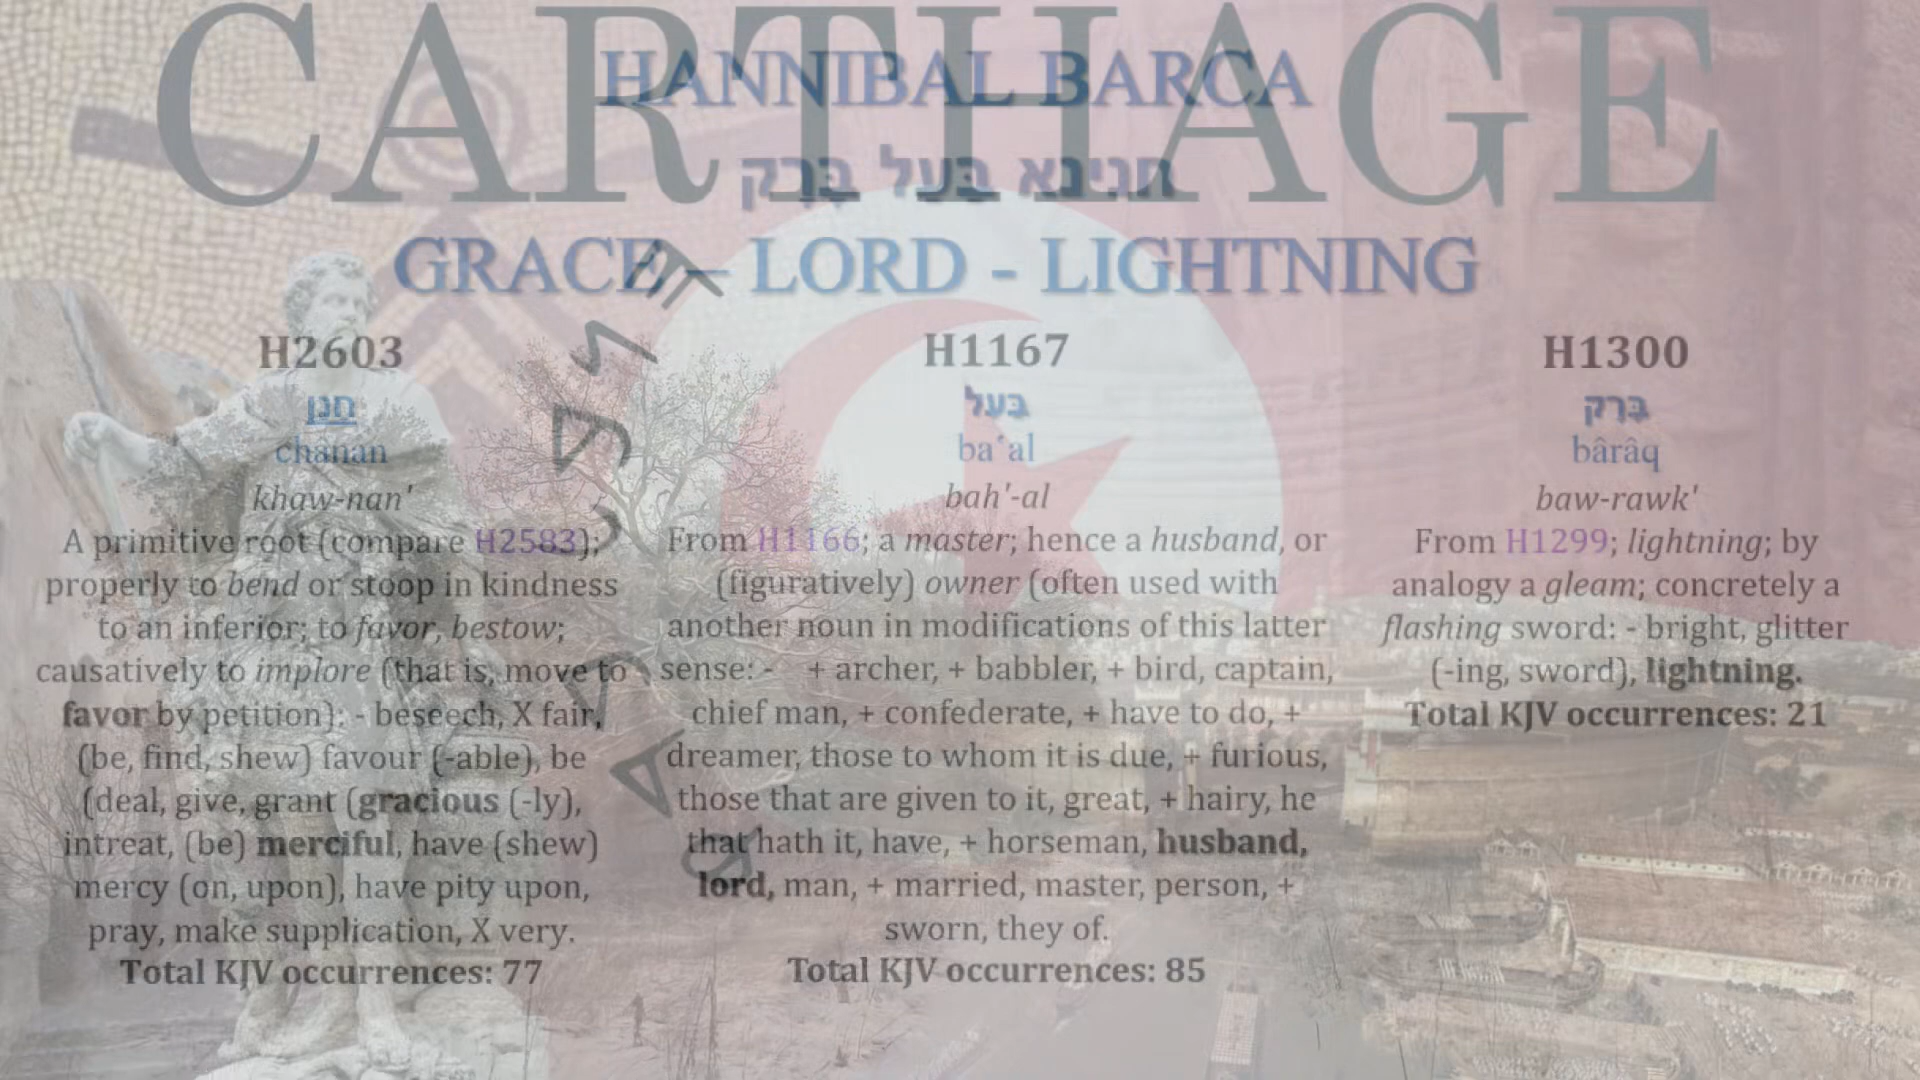 CARTHAGE
HANNIBAL BARCA
חנינא בעל ברק
GRACE – LORD - LIGHTNING
H2603
חנן
chanan
khaw-nan'
A primitive root (compare H2583);
properly to bend or stoop in kindness
to an inferior; to favor, bestow;
causatively to implore (that is, move to
favor by petition): - beseech, X fair,
(be, find, shew) favour (-able), be
(deal, give, grant (gracious (-ly),
intreat, (be) merciful, have (shew)
mercy (on, upon), have pity upon,
pray, make supplication, X very.
Total KJV occurrences: 77
H1167
בּעל
ba‛al
bah'-al
From H1166; a master; hence a husband, or
(figuratively) owner (often used with
another noun in modifications of this latter
sense: - + archer, + babbler, + bird, captain,
chief man, + confederate, + have to do, +
dreamer, those to whom it is due, + furious,
those that are given to it, great, + hairy, he
that hath it, have, + horseman, husband,
lord, man, + married, master, person, +
sworn, they of.
Total KJV occurrences: 85
H1300
בּרק
bârâq
baw-rawk'
From H1299; lightning; by
analogy a gleam; concretely a
flashing sword: - bright, glitter
(-ing, sword), lightning.
Total KJV occurrences: 21